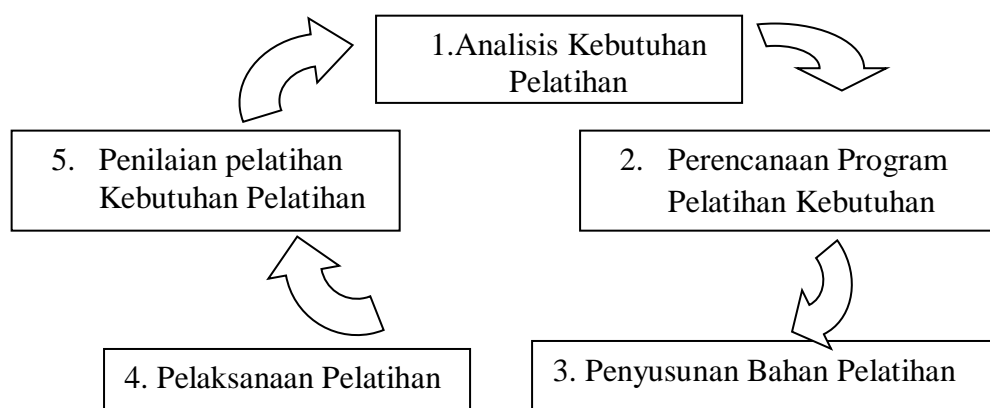 1.Analisis Kebutuhan
Pelatihan
2. Perencanaan Program
Pelatihan Kebutuhan
3. Penyusunan Bahan Pelatihan
4. Pelaksanaan Pelatihan
5. Penilaian pelatihan
Kebutuhan Pelatihan